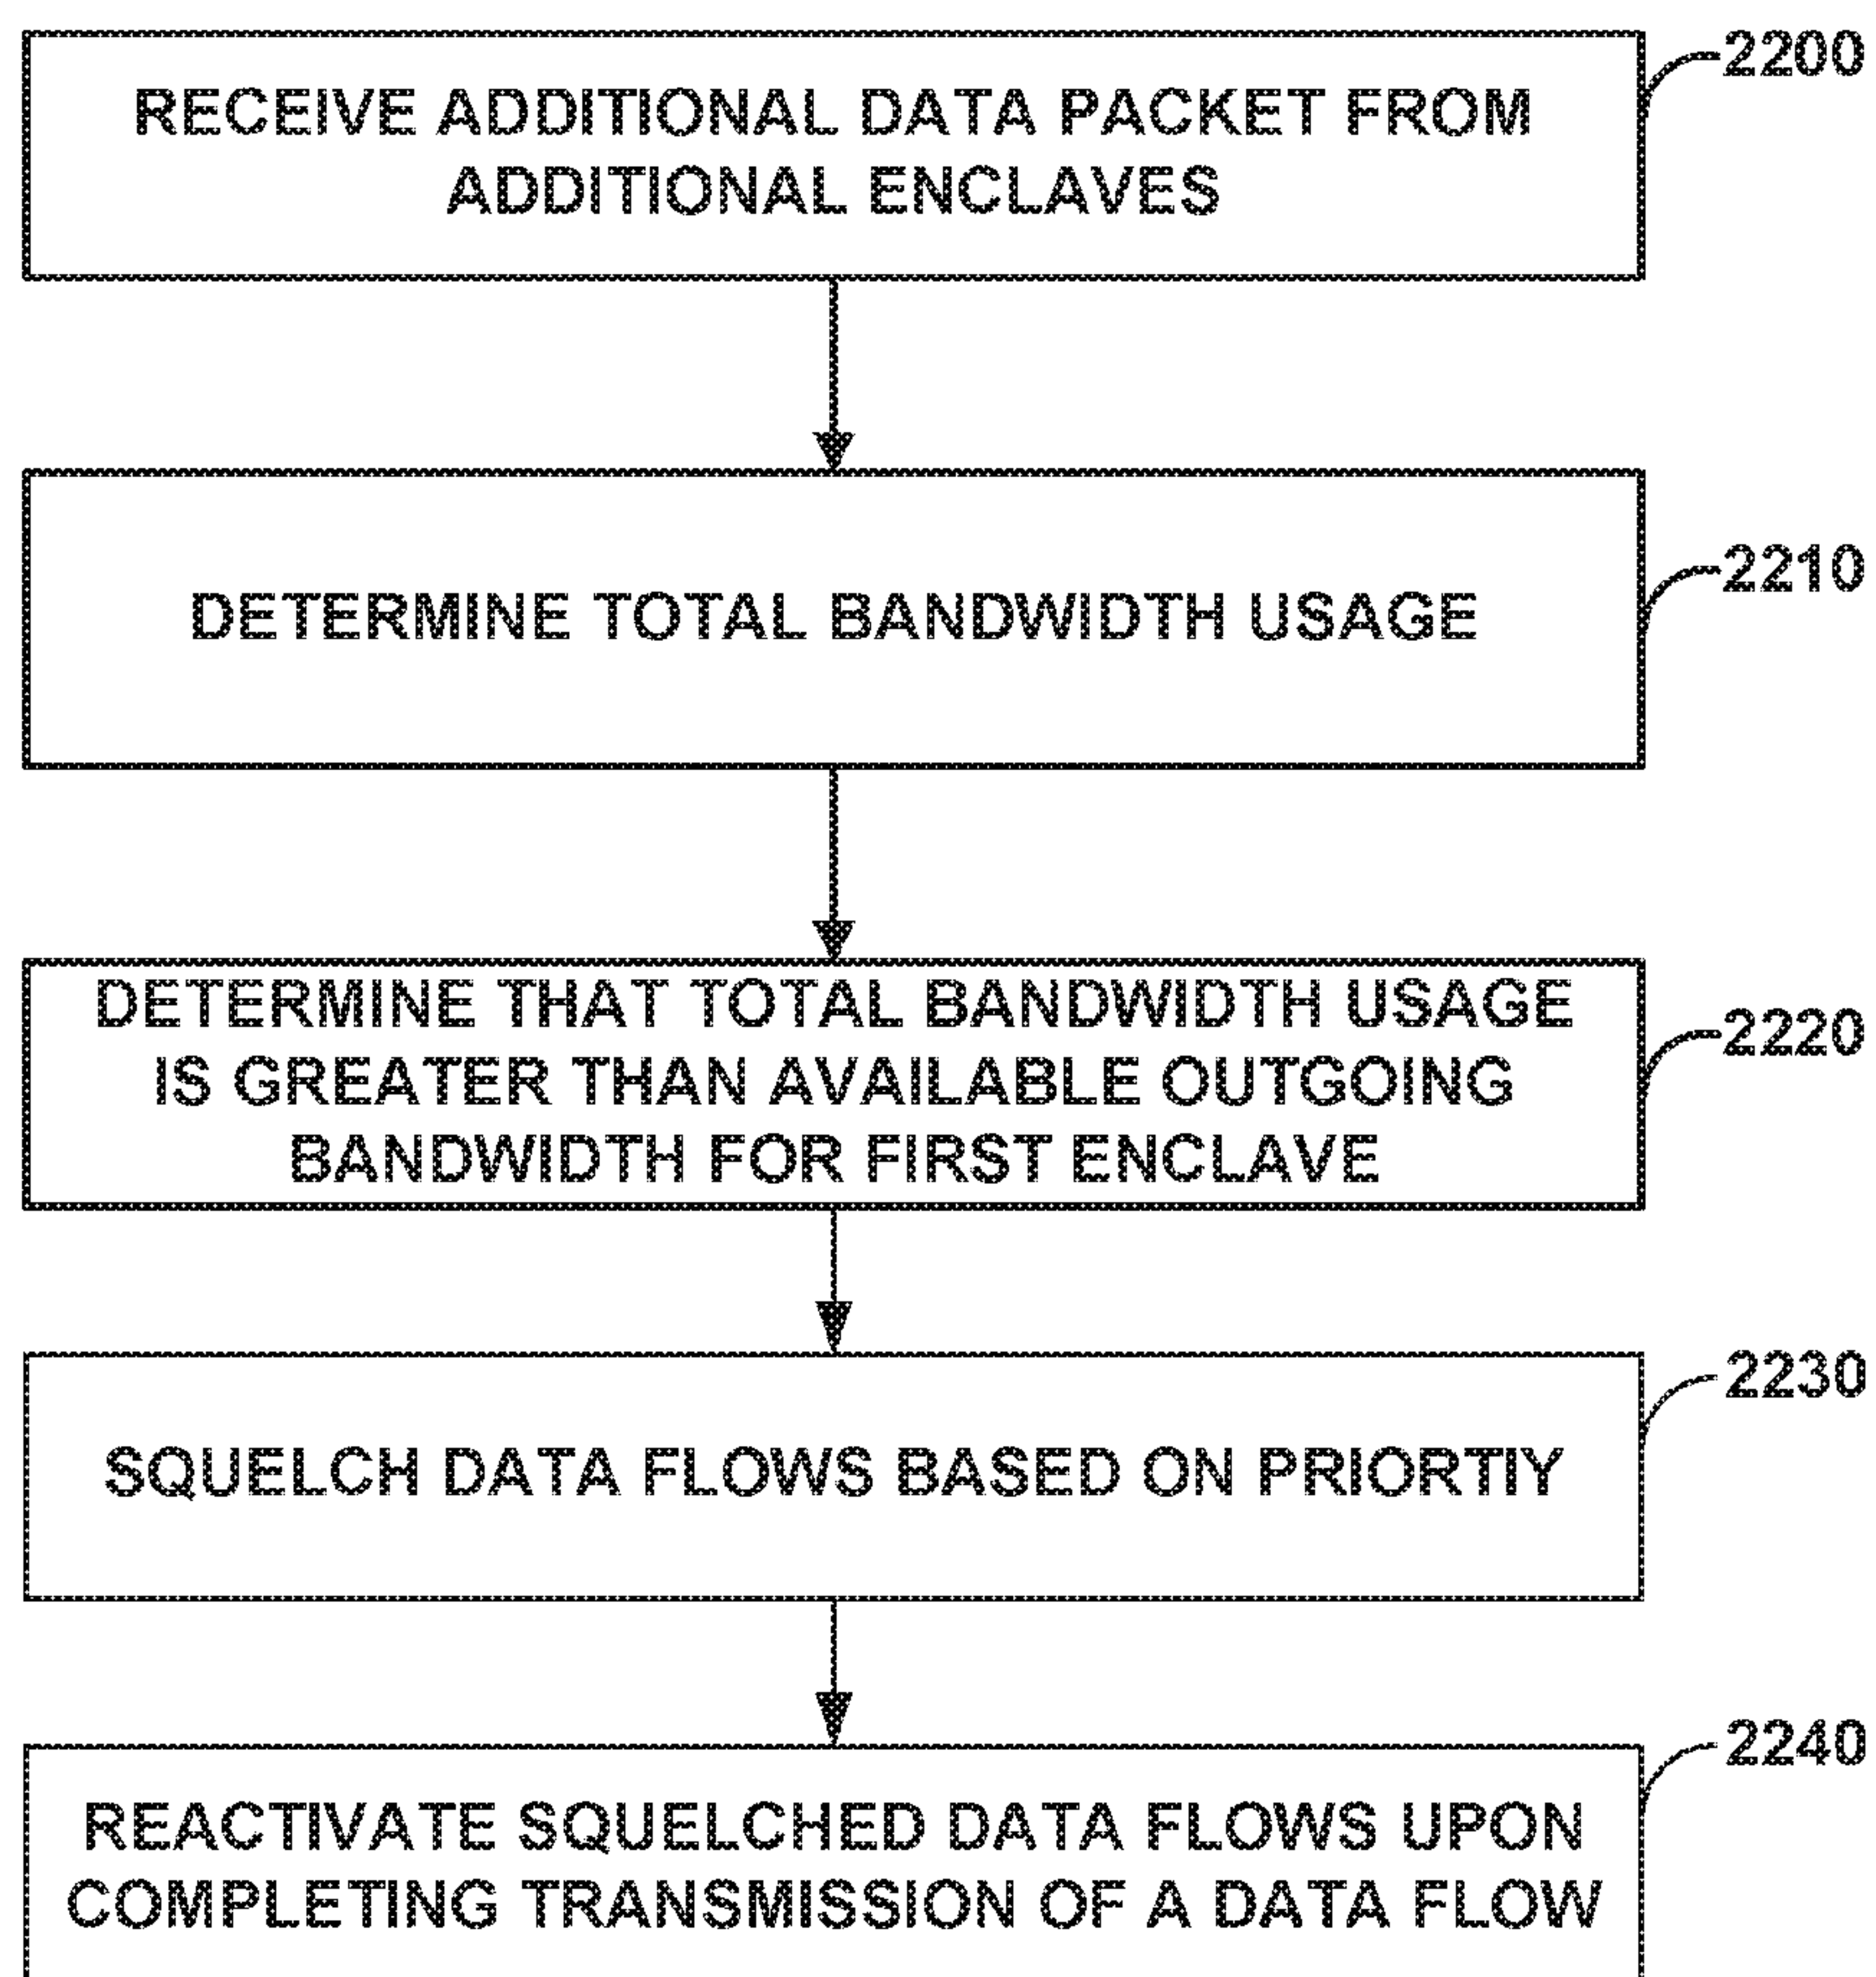 2200
RECEIVE ADDITIONAL DATA PACKET FROM
ADDITIONAL ENCLAVES
2210
DETERMINE TOTAL BANDWIDTH USAGE
2220
DETERMINE THAT TOTAL BANDWIDTH USAGE
IS GREATER THAN AVAILABLE OUTGOING
BANDWIDTH FOR FIRST ENCLAVE
2230
SQUELCH DATA FLOWS BASED ON PRIORTIY
2240
REACTIVATE SQUELCHED DATA FLOWS UPON
COMPLETING TRANSMISSION OF A DATA FLOW